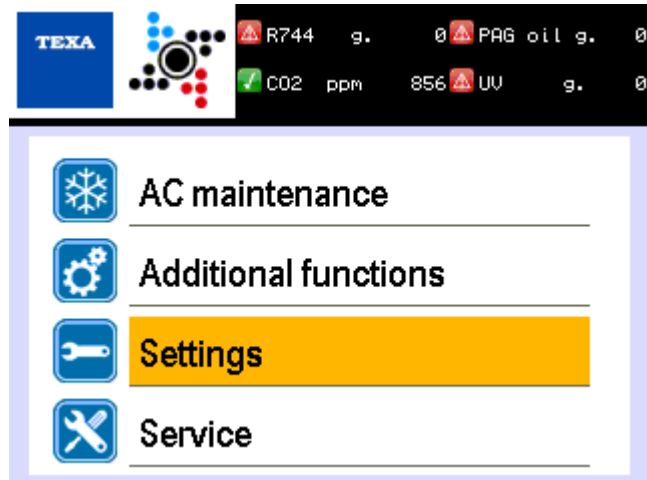 TEXA
R744 g. 0 PAG oil g. 0
CO2 ppm 856 UV g. 0
AC maintenance
Additional functions
Settings
Service